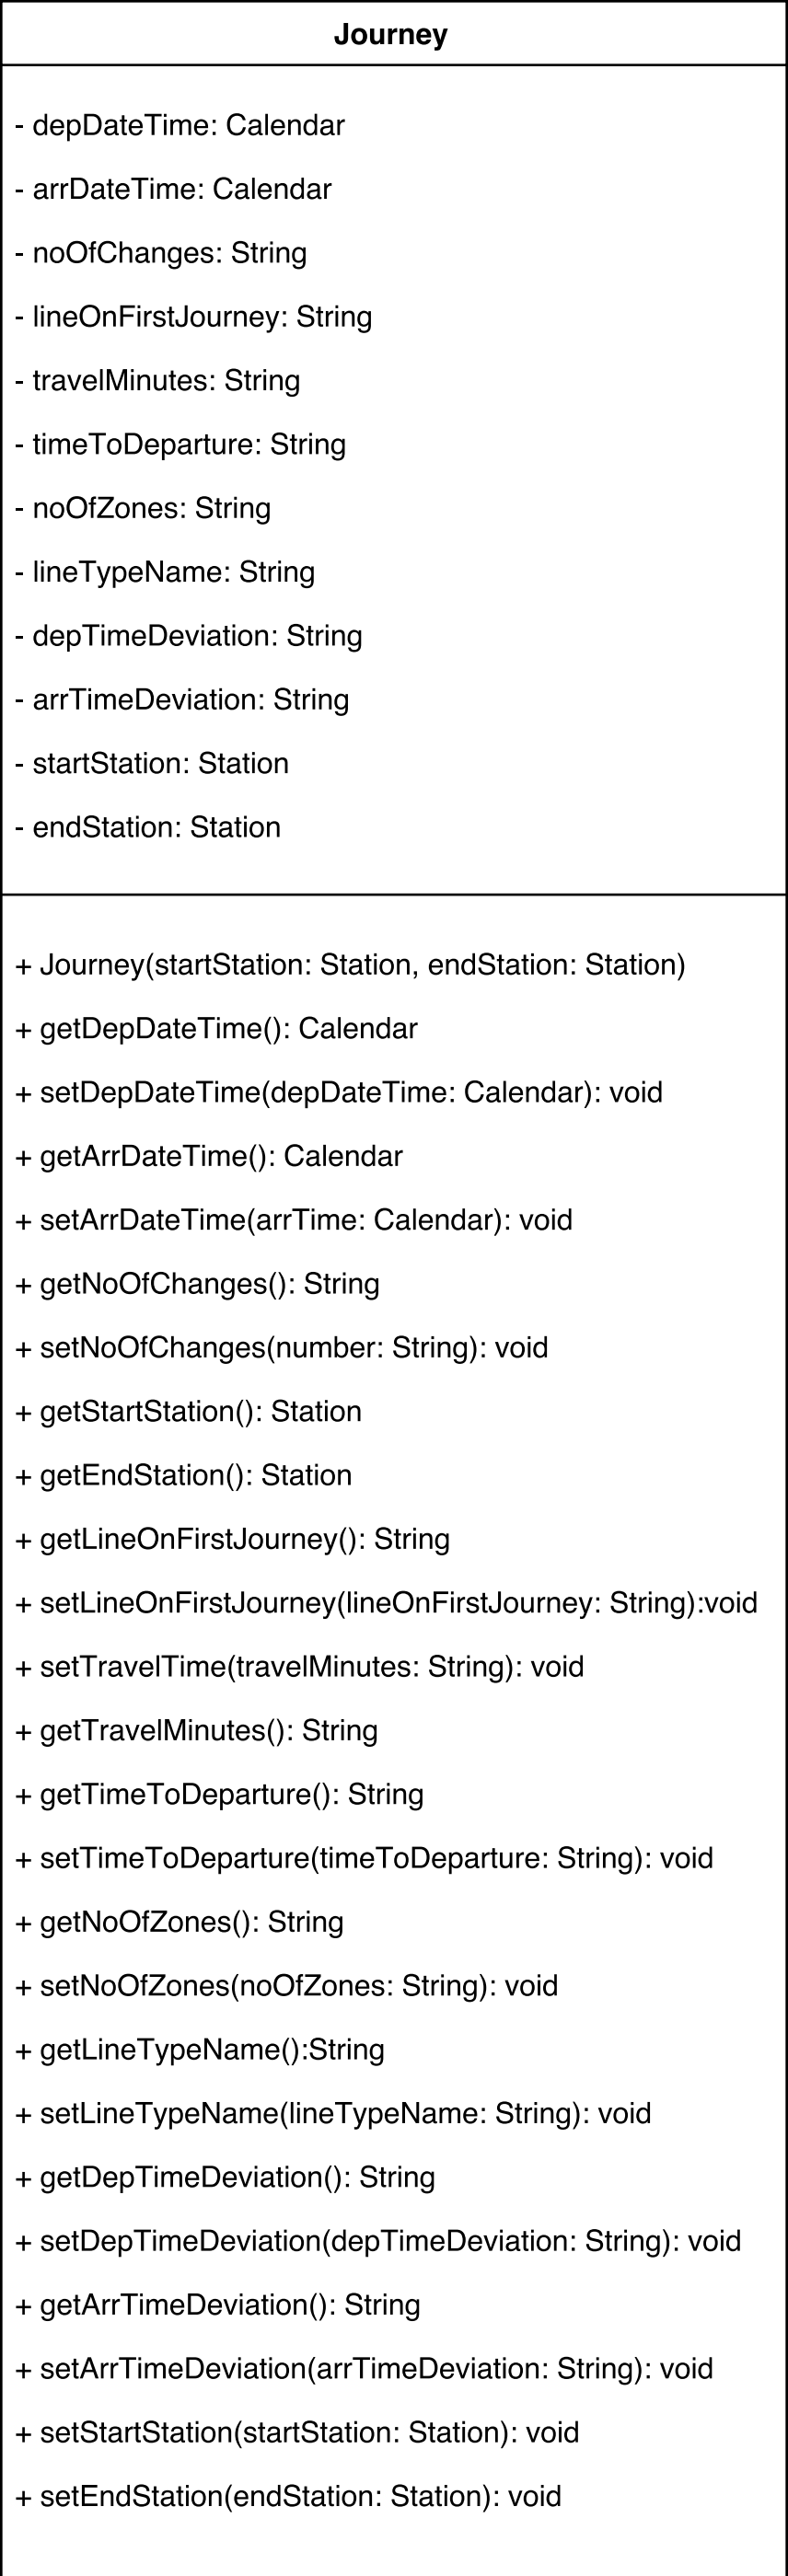 Journey
- depDateTime: Calendar
- arrDateTime: Calendar
- noOfChanges: String
- lineOnFirstJourney: String
- travelMinutes: String
- timeToDeparture: String
- noOfZones: String
- lineTypeName: String
- depTimeDeviation: String
- arrTimeDeviation: String
- startStation: Station
- endStation: Station
+ Journey(startStation: Station, endStation: Station)
+ getDepDateTime(): Calendar
+ setDepDateTime(depDateTime: Calendar): void
+ getArrDateTime(): Calendar
+ setArrDateTime(arrTime: Calendar): void
+ getNoOfChanges(): String
+ setNoOfChanges(number: String): void
+ getStartStation(): Station
+ getEndStation(): Station
+ getLineOnFirstJourney(): String
+ setLineOnFirstJourney(lineOnFirstJourney: String):void
+ setTravelTime(travelMinutes: String): void
+ getTravelMinutes(): String
+ getTimeToDeparture(): String
+ setTimeToDeparture(timeToDeparture: String): void
+ getNoOfZones(): String
+ setNoOfZones(noOfZones: String): void
+ getLineTypeName():String
+ setLineTypeName(lineTypeName: String): void
+ getDepTimeDeviation(): String
+ setDepTimeDeviation(depTimeDeviation: String): void
+ getArrTimeDeviation(): String
+ setArrTimeDeviation(arrTimeDeviation: String): void
+ setStartStation(startStation: Station): void
+ setEndStation(endStation: Station): void